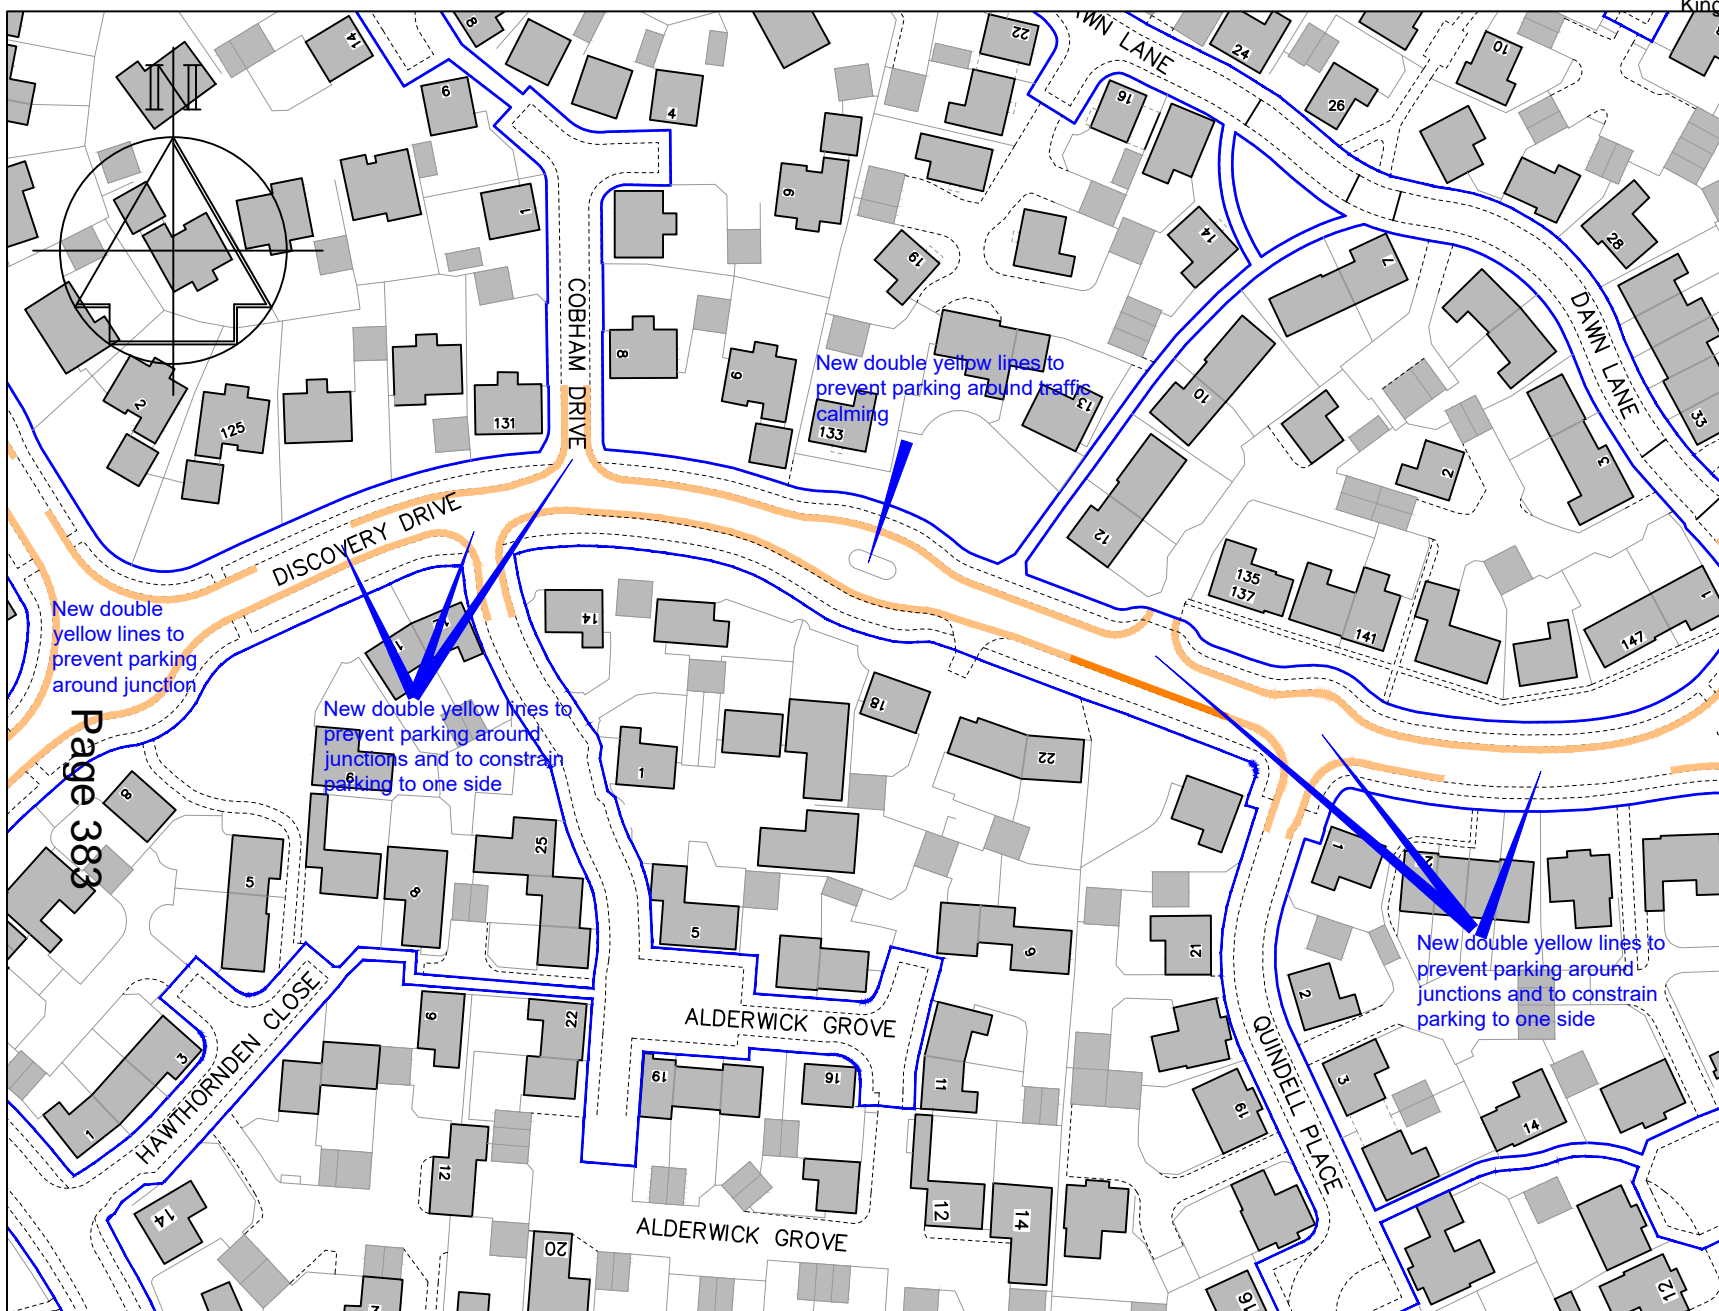 King
N
14
8
6
4
22
DAWN LANE
24
26
16
10
1
9
19
14
28
7
DAWN LANE
33
COBHAM DRIVE
8
6
2
125
131
133
13
10
12
2
3
New double yellow lines to
prevent parking around traffic
calming
DISCOVERY DRIVE
135
137
141
147
1
New double
yellow lines to
prevent parking
around junction
1
14
18
22
1
Page 383
New double yellow lines to
prevent parking around
junctions and to constrain
parking to one side
6
8
5
8
25
5
9
21
1
2
2
New double yellow lines to
prevent parking around
junctions and to constrain
parking to one side
HAWTHORNDEN CLOSE
3
1
6
22
ALDERWICK GROVE
19
16
11
QUINDELL PLACE
3
19
14
12
14
20
ALDERWICK GROVE
12
14
16
12